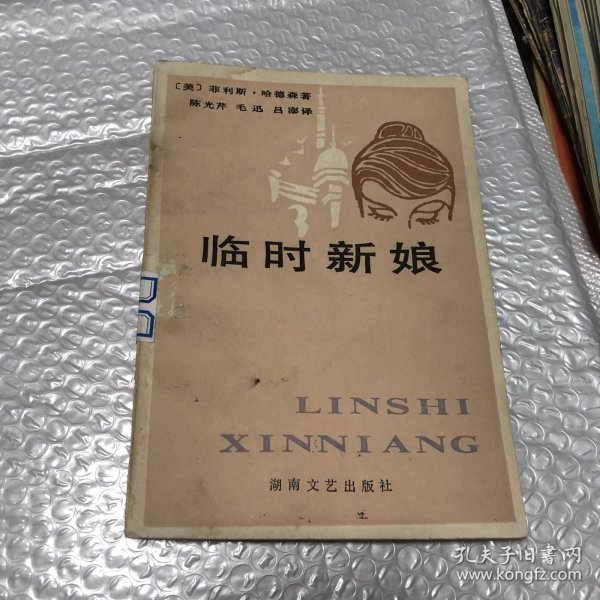 〔美〕菲利斯·哈德森著
陈光芹 毛迅 吕澎译
临时新娘
LINSHI
XINNIANG
湖南文艺出版社
孔夫子旧书网
www.kongfz.com